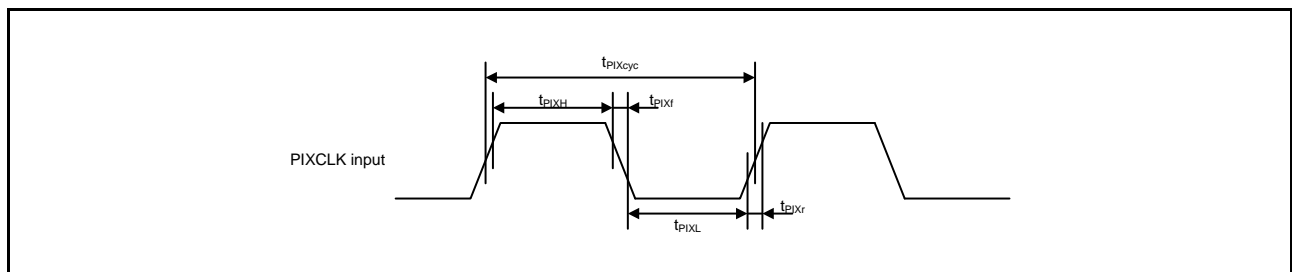 tPIXcyc
tPIXH
tPIXf
PIXCLK input
tPIXr
tPIXL